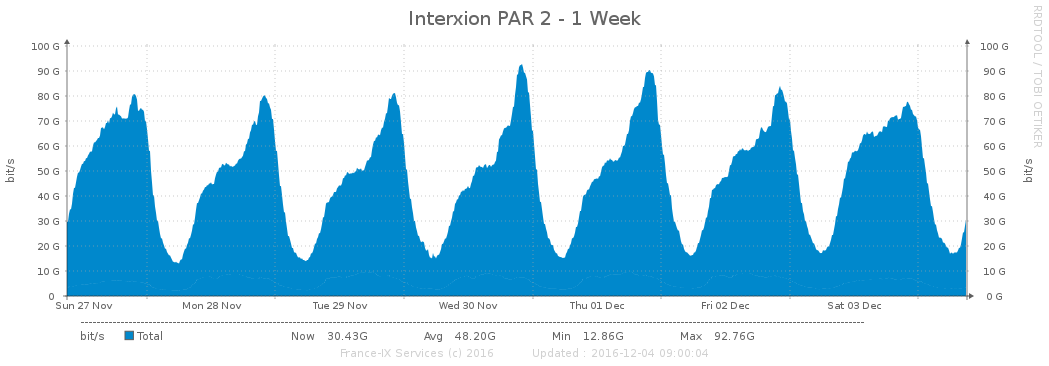 Interxion PAR 2 - 1 Week
RRDTOOL / TOBI OETIKER
100 G 100 G
90 G 90 G
80 G 80 G
70 G 70 G
60 G 60 G
50 G 50 G
40 G 40 G
30 G 30 G
20 G 20 G
10 G 10 G
0 0 G
bit/s
bit/s
Sun 27 Nov Mon 28 Nov Tue 29 Nov Wed 30 Nov Thu 01 Dec Fri 02 Dec Sat 03 Dec
bit/s Total Now 30.43G Avg 48.20G Min 12.86G Max 92.76G
France-IX Services (c) 2016 Updated : 2016-12-04 09:00:04